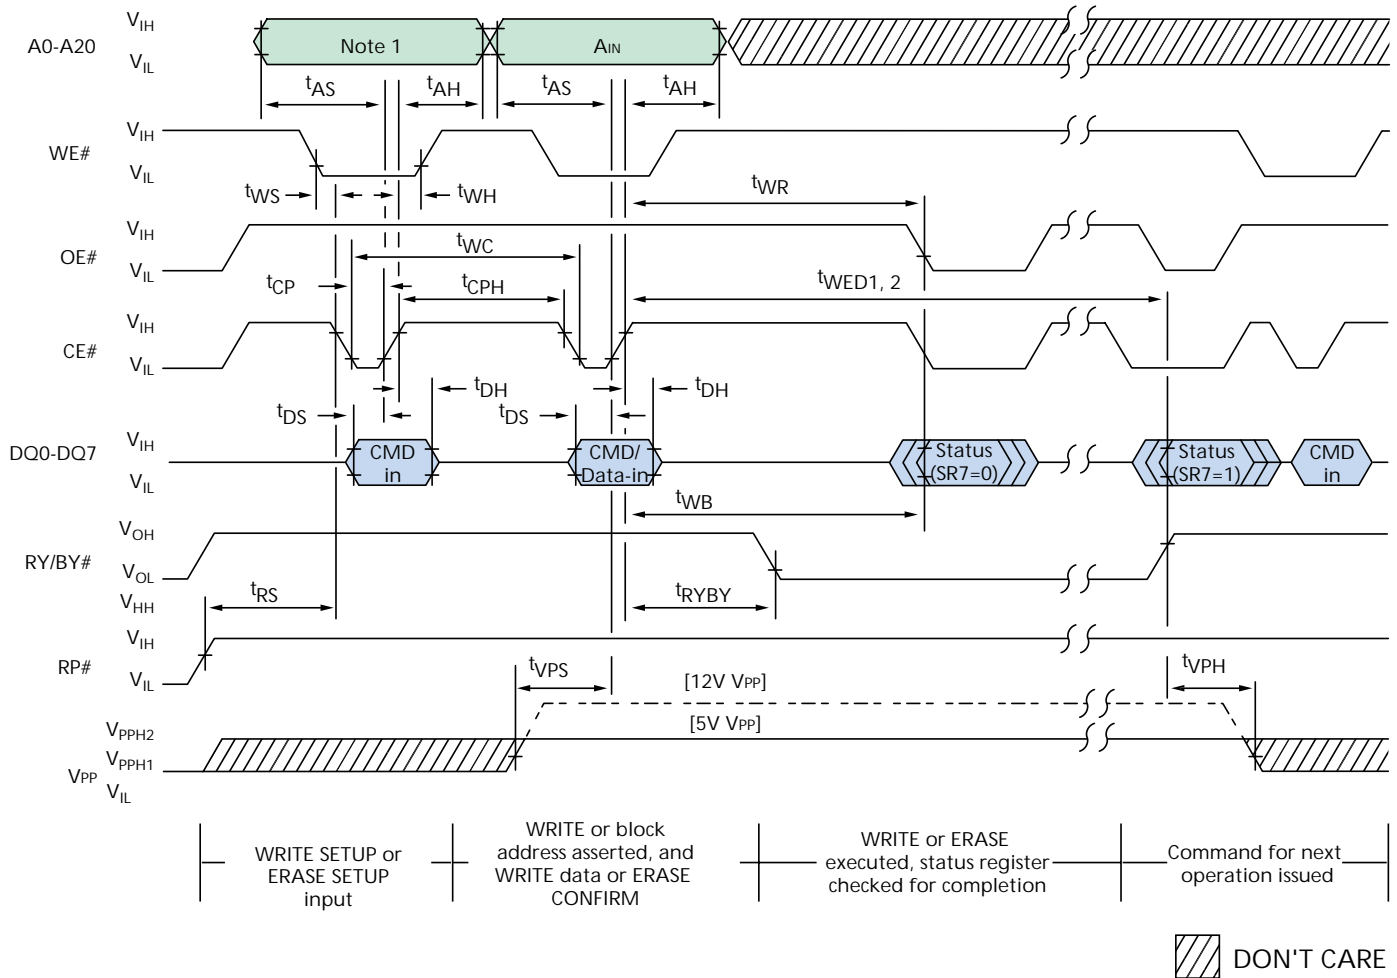 A0-A20
VIH
VIL
Note 1
AIN
tAS
tAH
tAS
tAH
WE#
VIH
VIL
tWS
tWH
tWR
OE#
VIH
VIL
tWC
tCP
tCPH
tWED1, 2
CE#
VIH
VIL
tDH
tDS
tDS
tDH
DQ0-DQ7
VIH
VIL
CMD
in
CMD/
Data-in
Status
(SR7=0)
Status
(SR7=1)
CMD
in
tWB
RY/BY#
VOH
VOL
tRS
tRYBY
VHH
RP#
VIH
VIL
tVPS
[12V VPP]
tVPH
[5V VPP]
VPP
VPPH2
VPPH1
VIL
WRITE SETUP or
ERASE SETUP
input
WRITE or block
address asserted, and
WRITE data or ERASE
CONFIRM
WRITE or ERASE
executed, status register
checked for completion
Command for next
operation issued
DON'T CARE